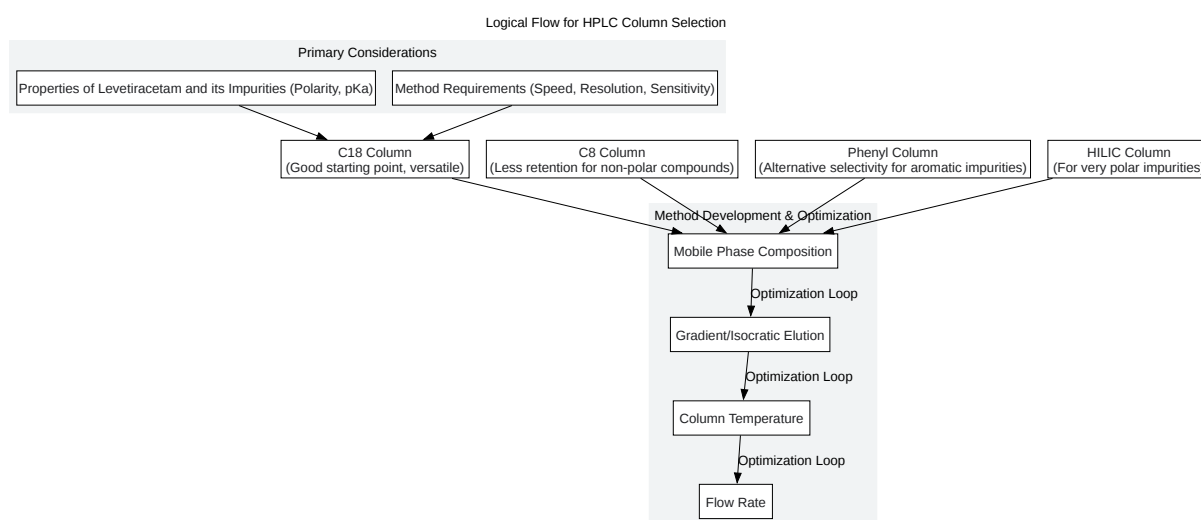 Logical Flow for HPLC Column Selection
Primary Considerations
Properties of Levetiracetam and its Impurities (Polarity, pKa)
Method Requirements (Speed, Resolution, Sensitivity)
C18 Column
(Good starting point, versatile)
C8 Column
(Less retention for non-polar compounds)
Phenyl Column
(Alternative selectivity for aromatic impurities)
HILIC Column
(For very polar impurities)
Method Development & Optimization
Mobile Phase Composition
Optimization Loop
Gradient/Isocratic Elution
Optimization Loop
Column Temperature
Optimization Loop
Flow Rate